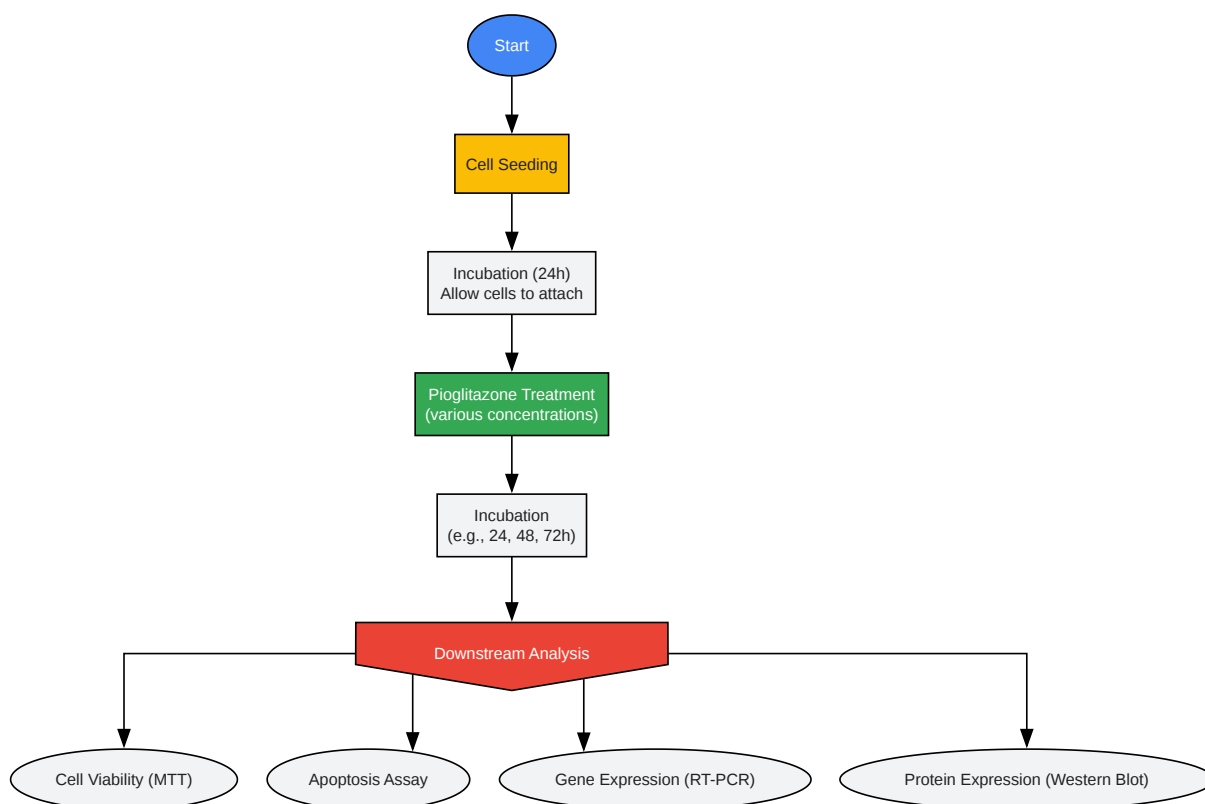 Start
Cell Seeding
Incubation (24h)
Allow cells to attach
Pioglitazone Treatment
(various concentrations)
Incubation
(e.g., 24, 48, 72h)
Downstream Analysis
Cell Viability (MTT)
Apoptosis Assay
Gene Expression (RT-PCR)
Protein Expression (Western Blot)